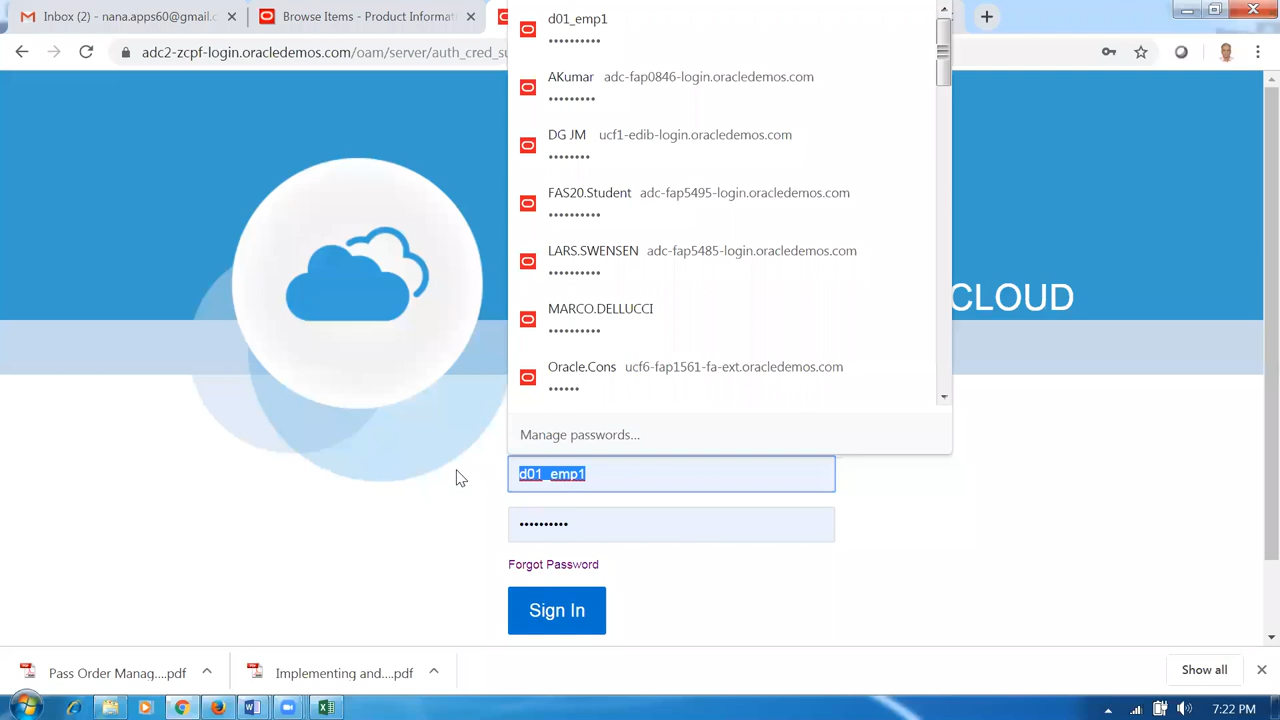 Inbox (2) - nana.apps60@gmail.c
Browse Items - Product Informat
adc2-zcpf-login.oracledemos.com/oam/server/auth_cred_su
d01_emp1
••••••••••
AKumar adc-fap0846-login.oracledemos.com
•••••••••
DG JM ucf1-edib-login.oracledemos.com
••••••••
FAS20.Student adc-fap5495-login.oracledemos.com
••••••••••
LARS.SWENSEN adc-fap5485-login.oracledemos.com
••••••••••
MARCO.DELLUCCI
••••••••••
Oracle.Cons ucf6-fap1561-fa-ext.oracledemos.com
••••••
Manage passwords...
CLOUD
d01_emp1
••••••••••
Forgot Password
Sign In
Pass Order Manag....pdf
Implementing and....pdf
Show all
7:22 PM